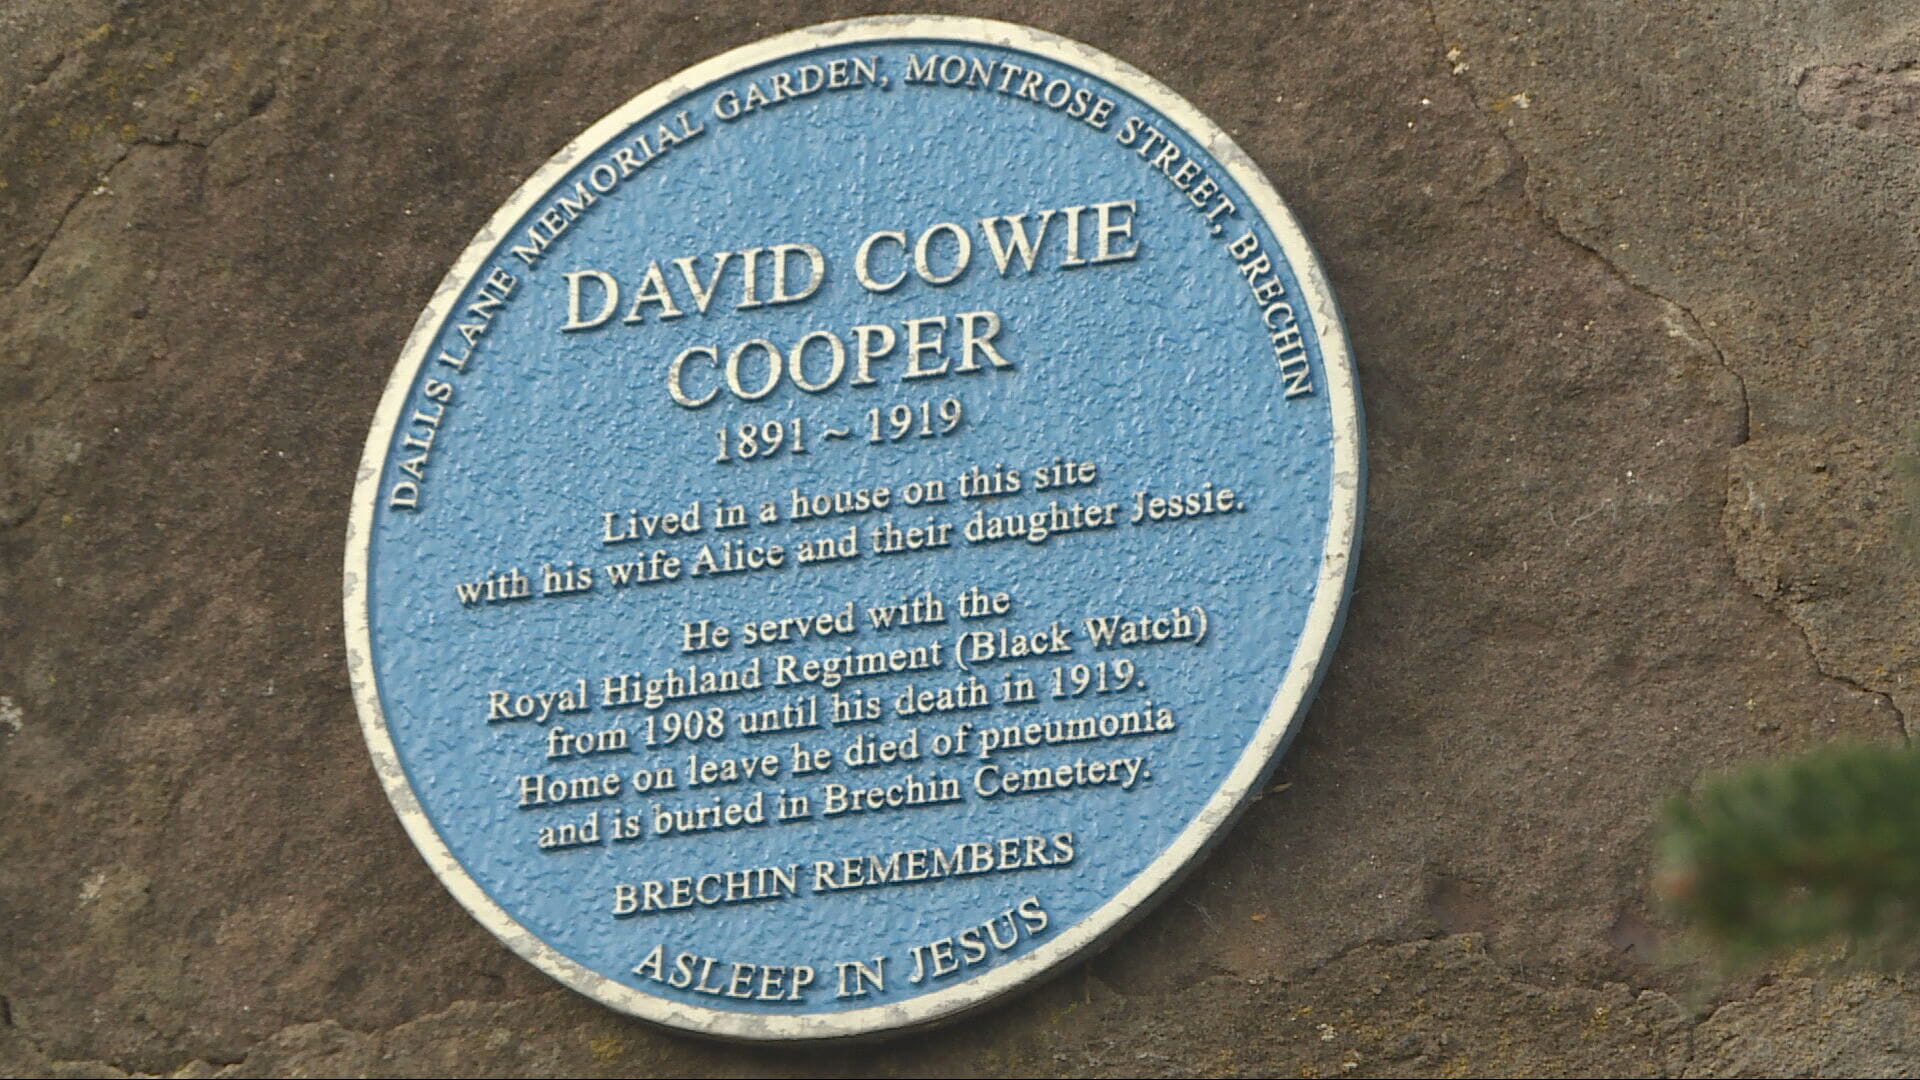 DALLS LANE MEMORIAL GARDEN, MONTROSE STREET, BRECHIN
DAVID COWIE
COOPER
1891 ~ 1919
Lived in a house on this site
with his wife Alice and their daughter Jessie.
He served with the
Royal Highland Regiment (Black Watch)
from 1908 until his death in 1919.
Home on leave he died of pneumonia
and is buried in Brechin Cemetery.
BRECHIN REMEMBERS
ASLEEP IN JESUS